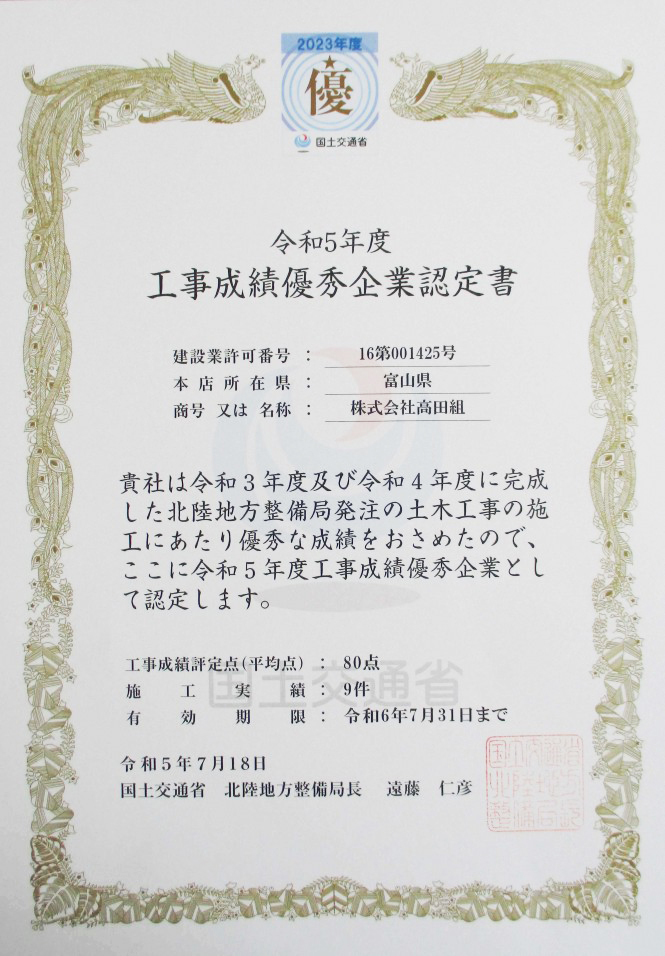 2023年度
★
優
国土交通省
令和5年度
工事成績優秀企業認定書
建設業許可番号 : 16第001425号
本店所在県 : 富山県
商号 又は 名称 : 株式会社高田組
貴社は令和3年度及び令和4年度に完成
した北陸地方整備局発注の土木工事の施
工にあたり優秀な成績をおさめたので、
ここに令和5年度工事成績優秀企業とし
て認定します。
工事成績評定点(平均点) : 80点
国土交通省
施工実績 : 9件
有効期限 : 令和6年7月31日まで
令和5年7月18日
国土交通省 北陸地方整備局長 遠藤 仁彦